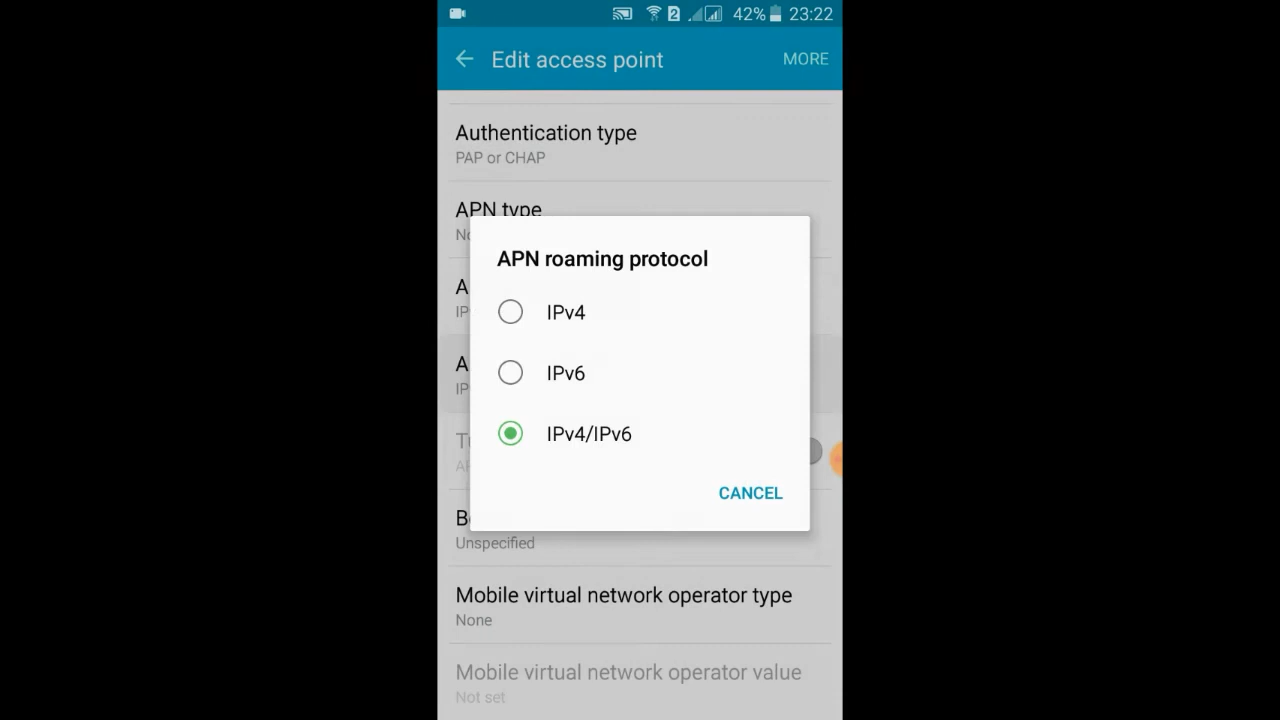 2 42% 23:22
Edit access point MORE
Authentication type
PAP or CHAP
APN type
APN roaming protocol
IPv4
IPv6
IPv4/IPv6
CANCEL
Unspecified
Mobile virtual network operator type
None
Mobile virtual network operator value
Not set